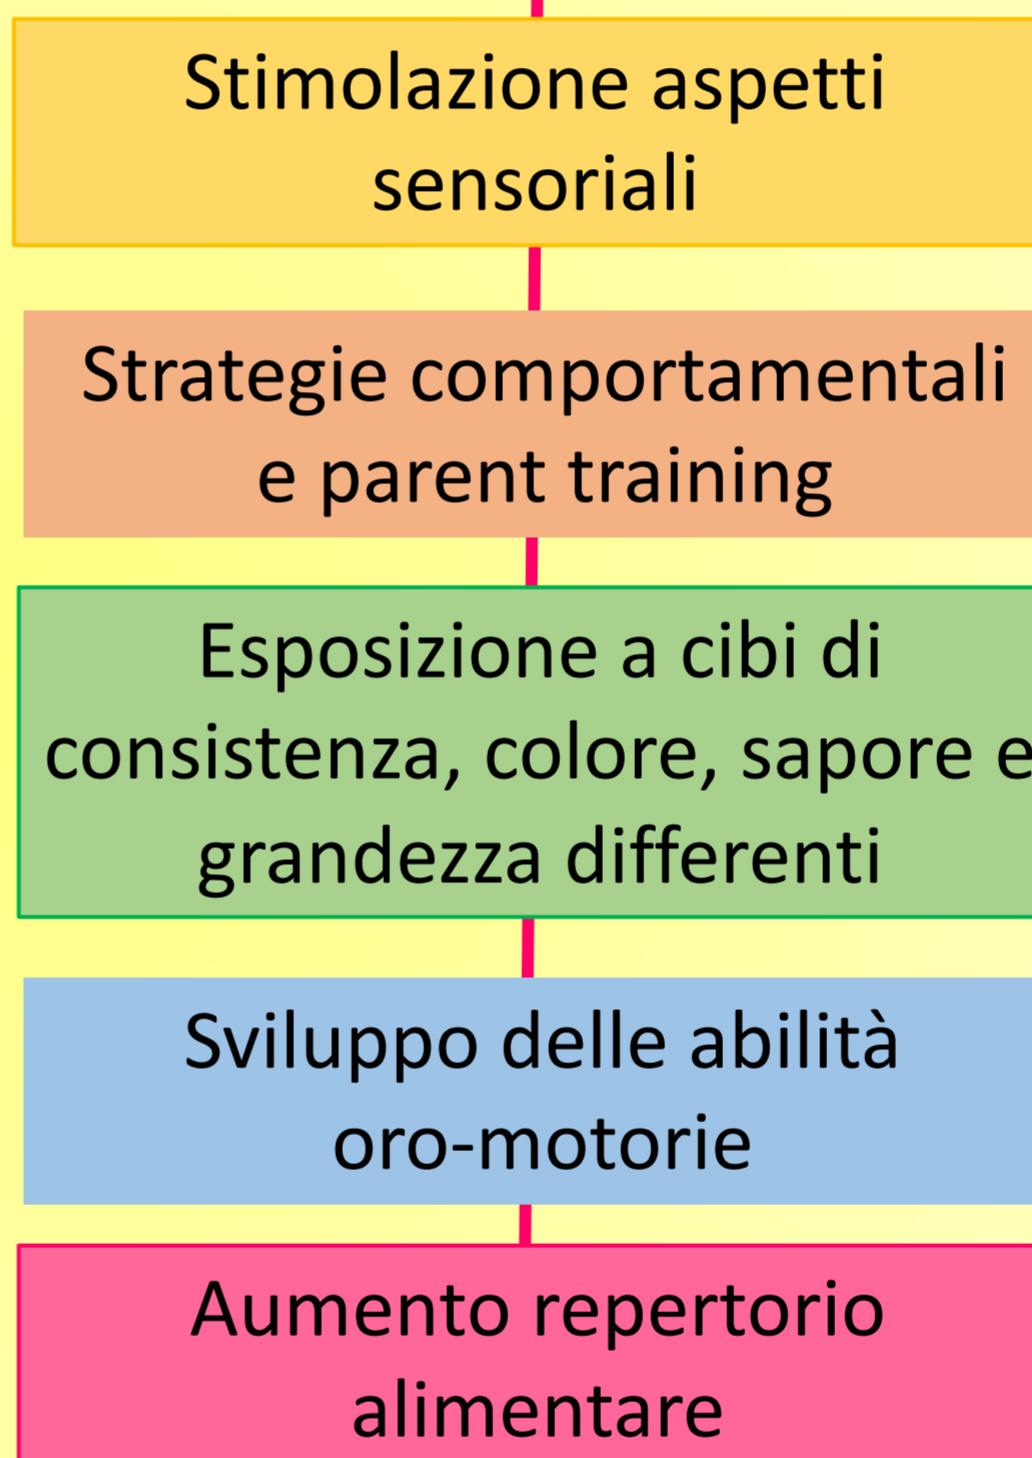 Stimolazione aspetti
sensoriali
Strategie comportamentali
e parent training
Esposizione a cibi di
consistenza, colore, sapore e
grandezza differenti
Sviluppo delle abilità
oro-motorie
Aumento repertorio
alimentare